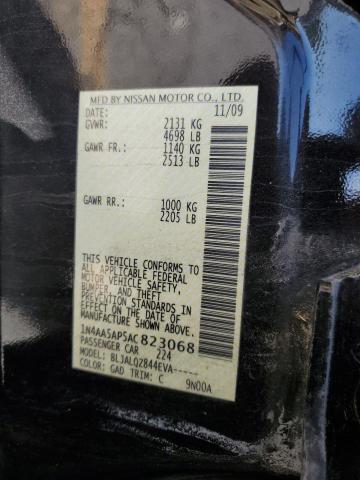 MFD BY NISSAN MOTOR CO., LTD.
DATE: 11/09
GVWR: 2131 KG
4698 LB
GAWR FR.: 1140 KG
2513 LB
GAWR RR.: 1000 KG
2205 LB
THIS VEHICLE CONFORMS TO
ALL APPLICABLE FEDERAL
MOTOR VEHICLE SAFETY,
BUMPER, AND THEFT
PREVENTION STANDARDS IN
EFFECT ON THE DATE OF
MANUFACTURE SHOWN ABOVE.
1N4AA5AP5AC823068
PASSENGER CAR 224
MODEL: BLJALQZ844EVA-----
COLOR: GAD TRIM: C 9N00A